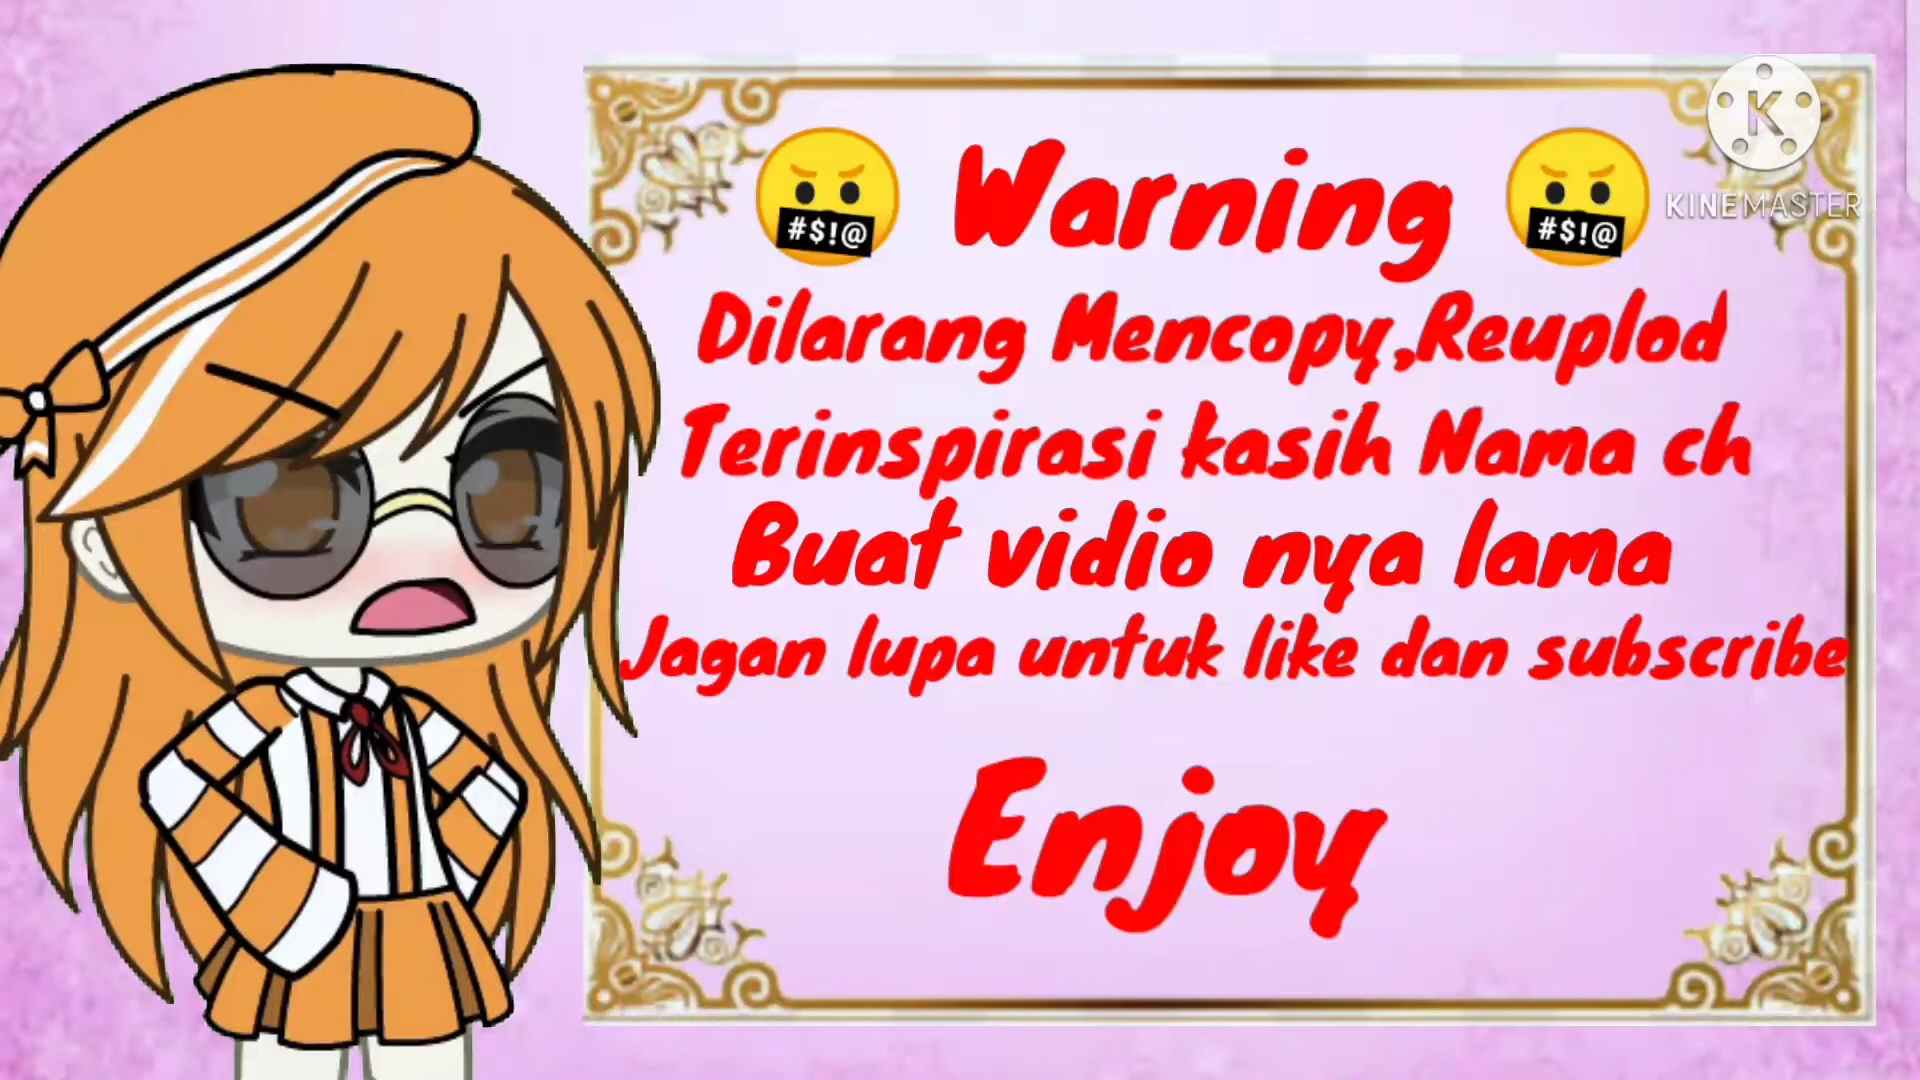 #$!@ Warning #$!@
K
KINEMASTER
Dilarang Mencopy,Reuplod
Terinspirasi kasih Nama ch
Buat vidio nya lama
Jagan lupa untuk like dan subscribe
Enjoy